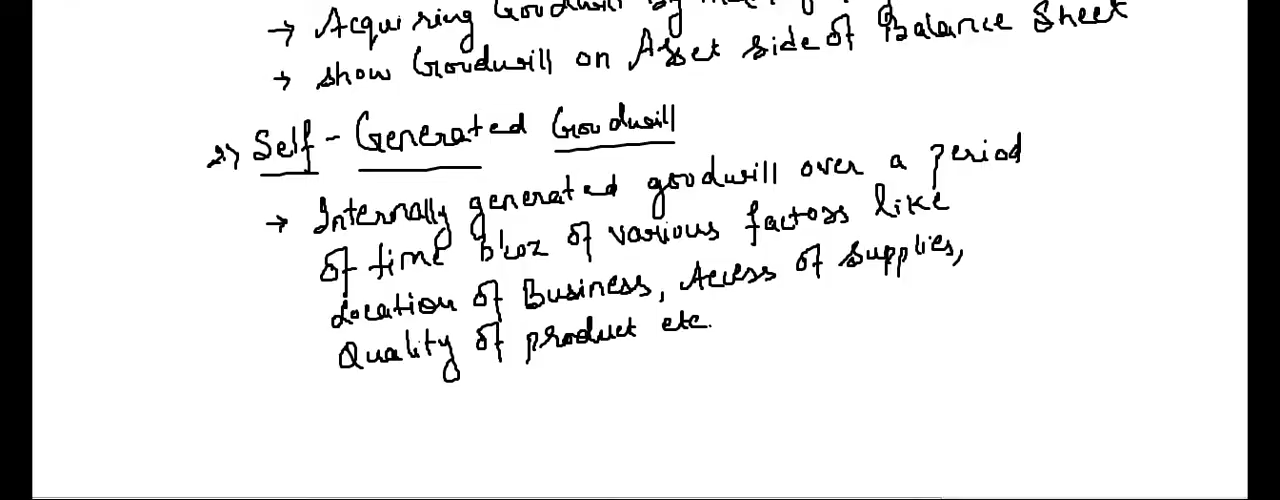 → Acquiring Goodwill by
→ show Goodwill on Asset side of Balance Sheet
2> Self-Generated Goodwill
→ Internally generated goodwill over a period
of time b'coz of various factors like
Location of Business, Access of Supplies,
Quality of product etc.